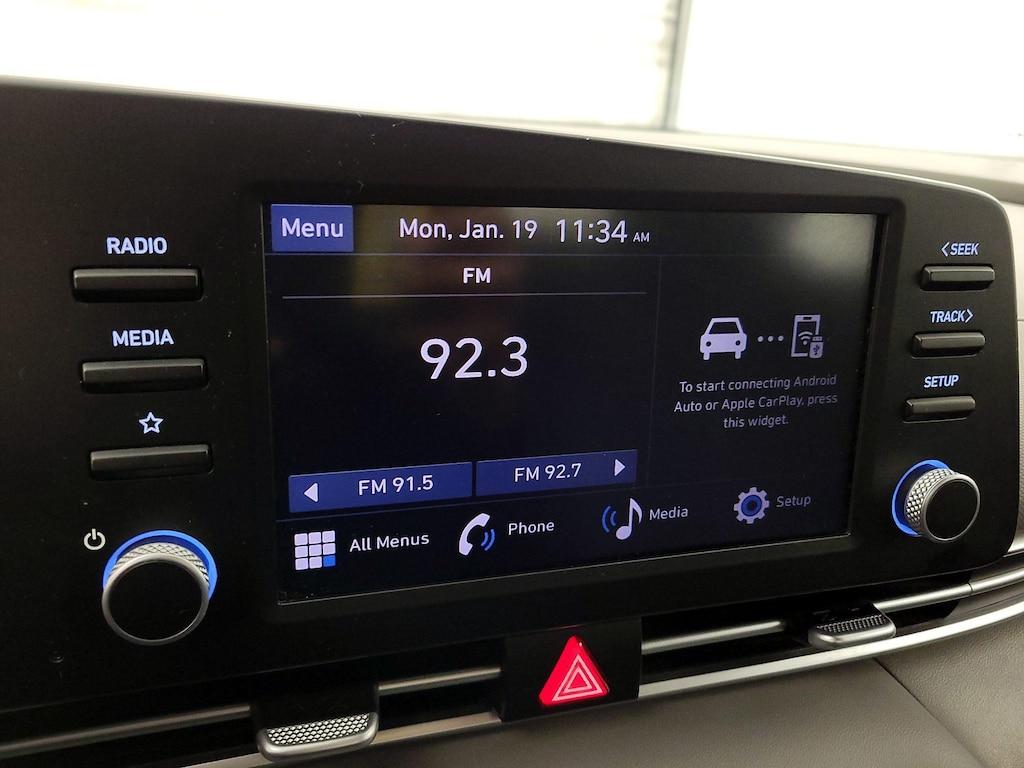 RADIO
MEDIA
Menu
Mon, Jan. 19 11:34 AM
FM
92.3
FM 91.5
FM 92.7
To start connecting Android
Auto or Apple CarPlay, press
this widget.
All Menus
Phone
Media
Setup
SEEK
TRACK
SETUP